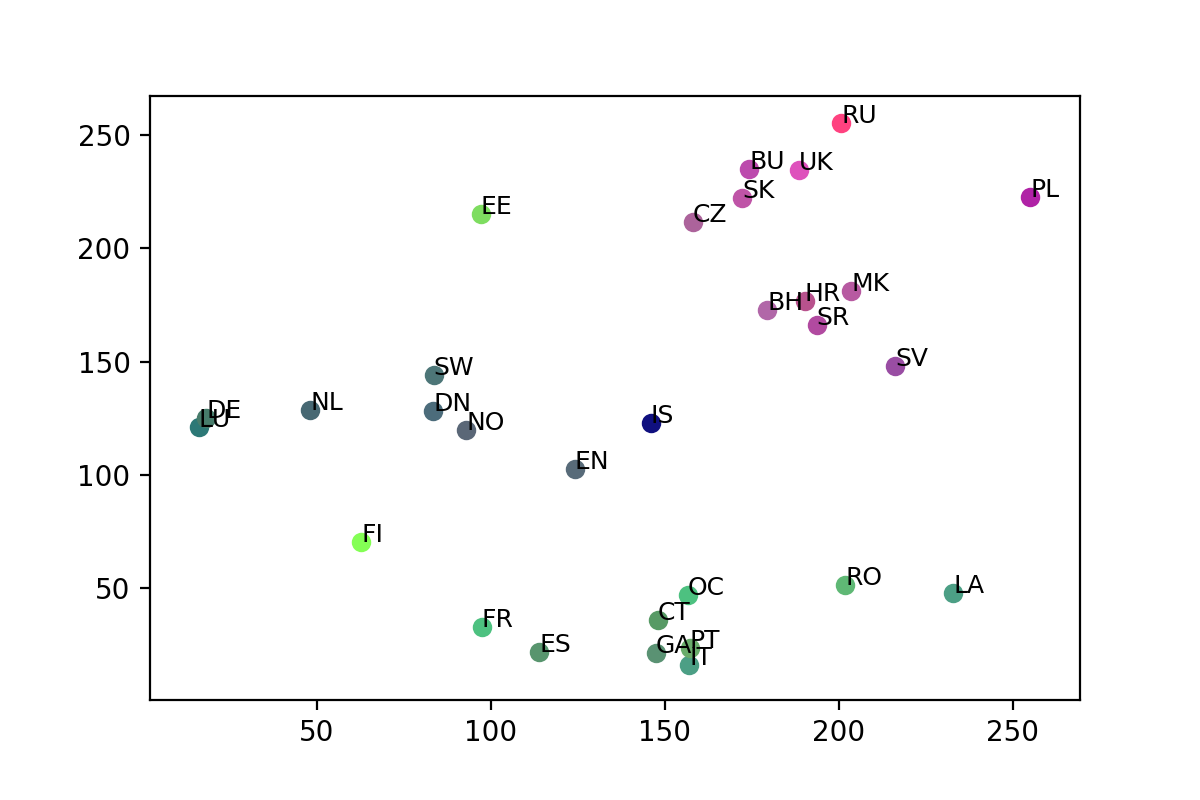 RU
250
BU
UK
SK
PL
EE
CZ
200
MK
HR
BH
SR
150
SV
SW
NL
DN
DE
LU
NO
IS
100
EN
FI
50
OC
RO
LA
CT
FR
ES
GA
PT
IT
50 100 150 200 250